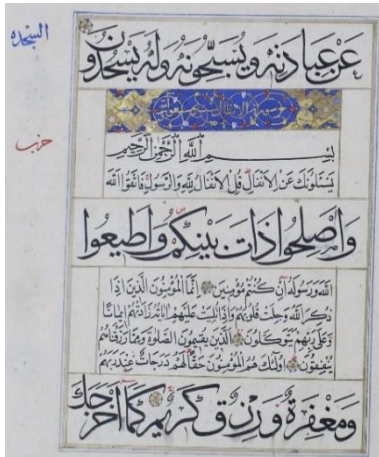 السجده
عن عبادته ويسبحونه وله يسجدون
سورة الانفال
حزب
بسم الله الرحمن الرحيم
يسئلونك عن الانفال قل الانفال لله والرسول فاتقوا الله
واصلحوا ذات بينكم واطيعوا
الله ورسوله ان كنتم مؤمنين انما المؤمنون الذين اذا
ذكر الله وجلت قلوبهم واذا تليت عليهم اياته زادتهم ايمانا
وعلى ربهم يتوكلون الذين يقيمون الصلوة ومما رزقناهم
ينفقون اولئك هم المؤمنون حقا لهم درجات عند ربهم
ومغفرة ورزق كريم كما اخرجك